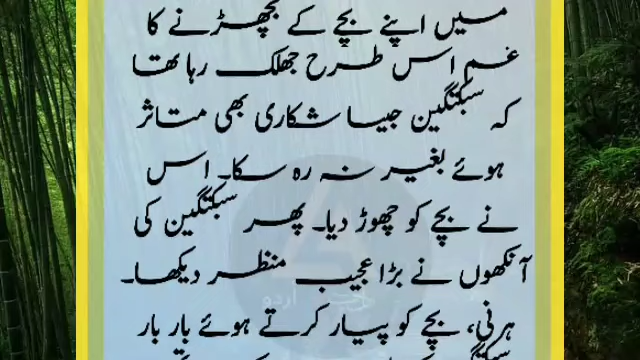 میں اپنے بچے کے بچھڑنے کا
غم اس طرح جھلک رہا تھا
کہ سبکتگین جیسا شکاری بھی متاثر
ہوئے بغیر نہ رہ سکا۔ اس
نے بچے کو چھوڑ دیا۔ پھر سبکتگین کی
آنکھوں نے بڑا عجیب منظر دیکھا۔
ہرنی، بچے کو پیار کرتے ہوئے بار بار